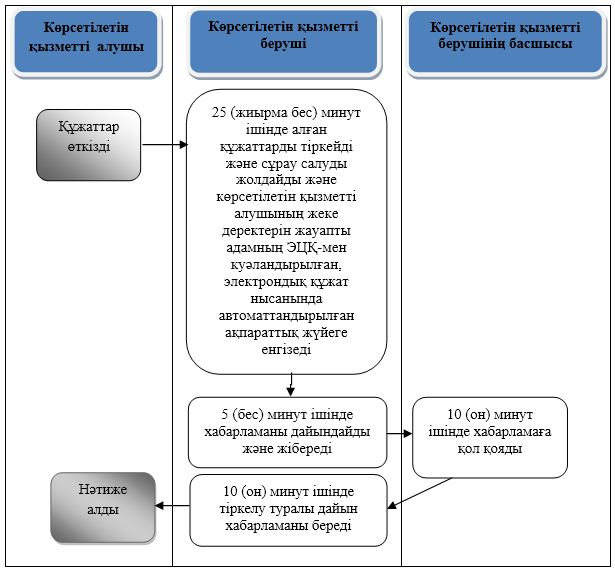 Көрсетілетін
қызметті алушы
Көрсетілетін қызметті
беруші
Көрсетілетін қызметті
берушінің басшысы
Құжаттар
өткізді
25 (жиырма бес) минут
ішінде алған
құжаттарды тіркейді
және сұрау салуды
жолдайды және
көрсетілетін қызметті
алушының жеке
деректерін жауапты
адамның ЭЦҚ-мен
куәландырылған,
электрондық құжат
нысанында
автоматтандырылған
ақпараттық жүйеге
енгізеді
5 (бес) минут ішінде
хабарламаны дайындайды
және жібереді
10 (он) минут
ішінде хабарламаға
қол қояды
10 (он) минут ішінде
тіркелу туралы дайын
хабарламаны береді
Нәтиже
алды